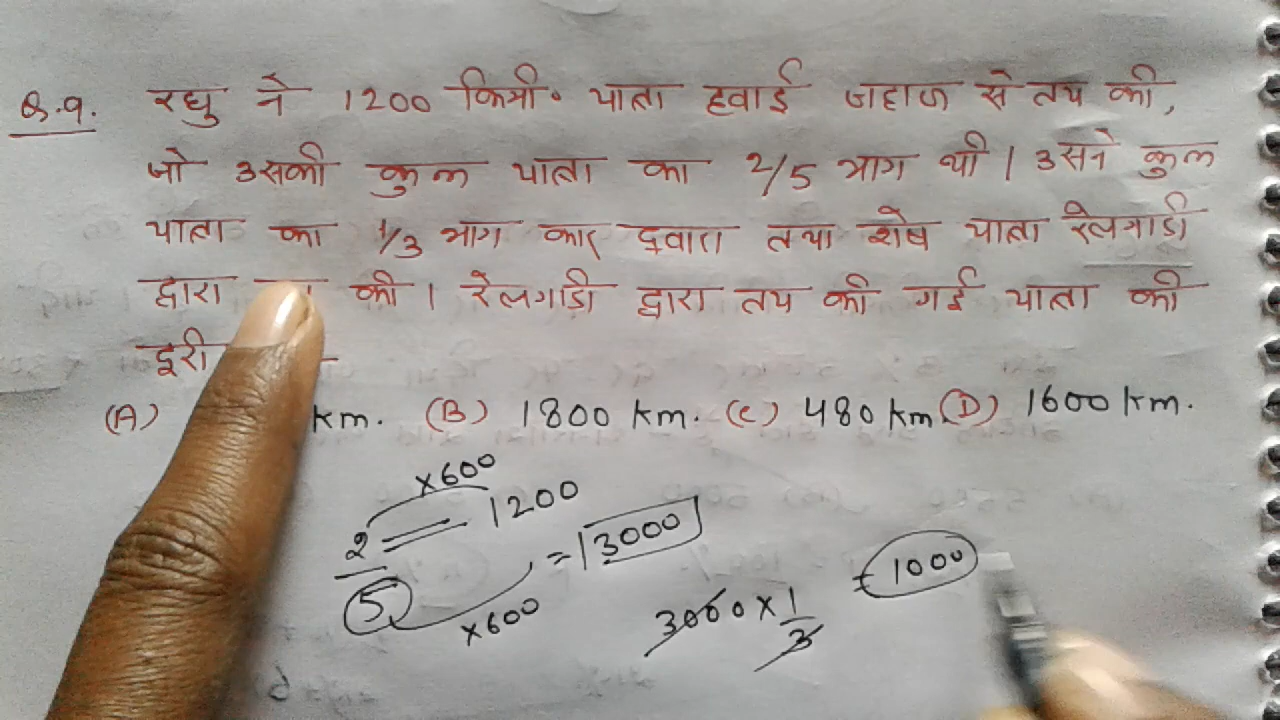 Q.9. रघु ने 1200 किमी॰ यात्रा हवाई जहाज से तय की,
जो उसकी कुल यात्रा का 2/5 भाग थी। उसने कुल
यात्रा का 1/3 भाग कार द्वारा तथा शेष यात्रा रेलगाडी
द्वारा की। रेलगाडी द्वारा तय की गई यात्रा की
दूरी
(A) km. (B) 1800 km. (C) 480 km (D) 1600 km.
×600
2 1200
5 = 3000
×600
3000 × 1/3 = 1000